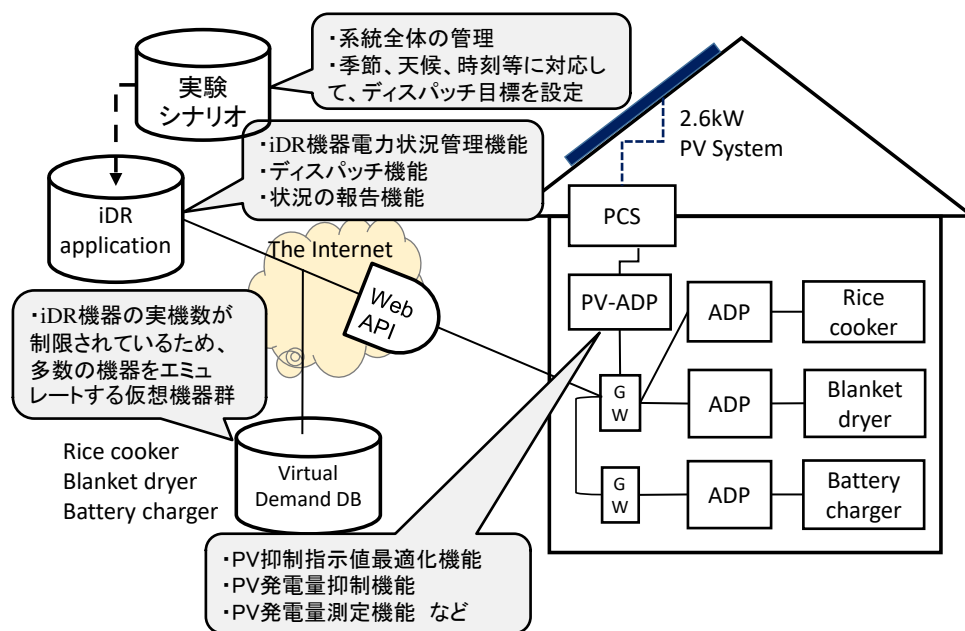 実験
シナリオ
・系統全体の管理
・季節、天候、時刻等に対応し
て、ディスパッチ目標を設定
iDR
application
・iDR機器電力状況管理機能
・ディスパッチ機能
・状況の報告機能
The Internet
Web
API
・iDR機器の実機数が
制限されているため、
多数の機器をエミュ
レートする仮想機器群
Rice cooker
Blanket dryer
Battery charger
Virtual
Demand DB
・PV抑制指示値最適化機能
・PV発電量抑制機能
・PV発電量測定機能 など
2.6kW
PV System
PCS
PV-ADP
ADP
Rice
cooker
G
W
ADP
Blanket
dryer
G
W
ADP
Battery
charger